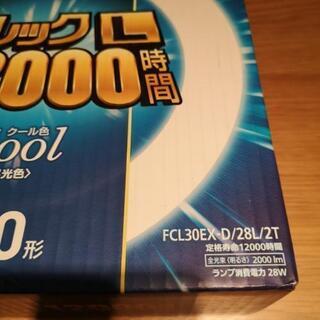 ックL
000時間
クール色
ool
光色〉
0形
FCL30EX-D/28L/2T
定格寿命12000時間
全光束(明るさ) 2000 lm
ランプ消費電力 28W